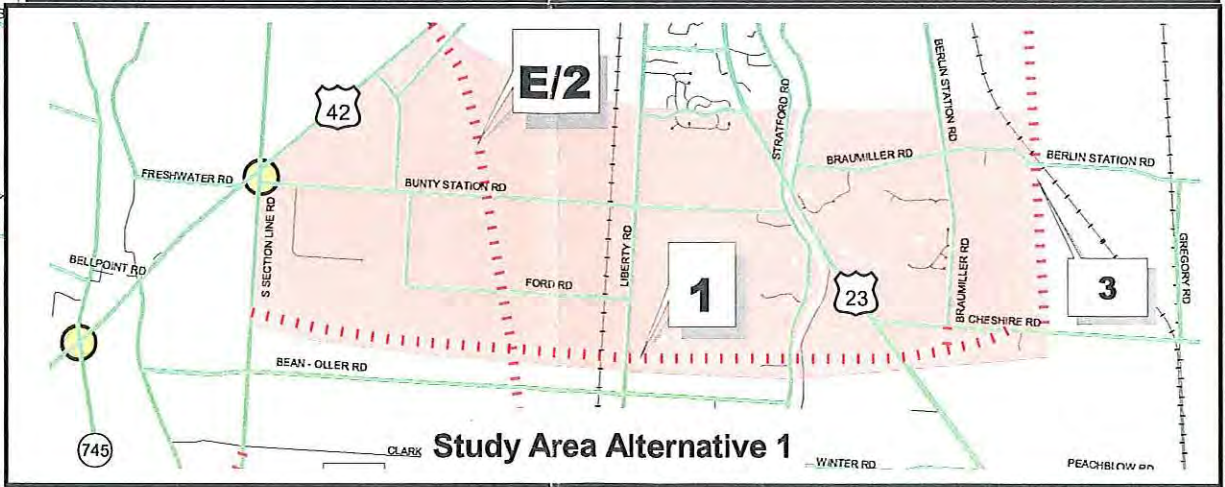 E/2
42
STRATFORD RD
BERLIN STATION RD
BRAUMILLER RD
BERLIN STATION RD
FRESHWATER RD
BUNTY STATION RD
S SECTION LINE RD
LIBERTY RD
GREGORY RD
BELLPOINT RD
FORD RD
1
23
BRAUMILLER RD
3
CHESHIRE RD
BEAN - OLLER RD
745
CLARK
Study Area Alternative 1
WINTER RD
PEACHBLOW RD